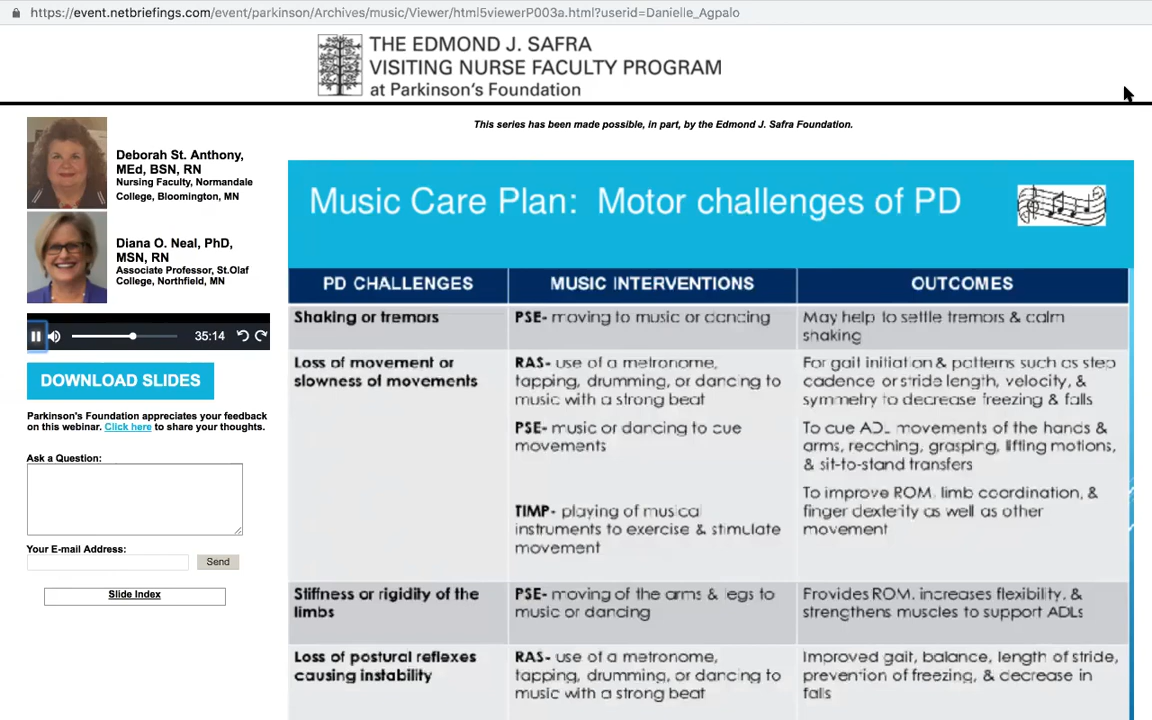 https://event.netbriefings.com/event/parkinson/Archives/music/Viewer/html5viewerP003a.html?userid=Danielle_Agpalo
THE EDMOND J. SAFRA
VISITING NURSE FACULTY PROGRAM
at Parkinson's Foundation
This series has been made possible, in part, by the Edmond J. Safra Foundation.
Deborah St. Anthony,
MEd, BSN, RN
Nursing Faculty, Normandale
College, Bloomington, MN
Diana O. Neal, PhD,
MSN, RN
Associate Professor, St.Olaf
College, Northfield, MN
35:14
DOWNLOAD SLIDES
Parkinson's Foundation appreciates your feedback
on this webinar. Click here to share your thoughts.
Ask a Question:
Your E-mail Address:
Send
Slide Index
Music Care Plan: Motor challenges of PD
PD CHALLENGES
MUSIC INTERVENTIONS
OUTCOMES
Shaking or tremors
PSE- moving to music or dancing
May help to settle tremors & calm
shaking
Loss of movement or
slowness of movements
RAS- use of a metronome,
tapping, drumming, or dancing to
music with a strong beat
For gait initiation & patterns such as step
cadence or stride length, velocity, &
symmetry to decrease freezing & falls
PSE- music or dancing to cue
movements
To cue ADL movements of the hands &
arms, recching, grasping, lifting motions,
& sit-to-stand transfers
TIMP- playing of musical
instruments to exercise & stimulate
movement
To improve ROM, limb coordination, &
finger dexterity as well as other
movement
Stiffness or rigidity of the
limbs
PSE- moving of the arms & legs to
music or dancing
Provides ROM, increases flexibility, &
strengthens muscles to support ADLs
Loss of postural reflexes
causing instability
RAS- use of a metronome,
tapping, drumming, or dancing to
music with a strong beat
Improved gait, balance, length of stride,
prevention of freezing, & decrease in
falls